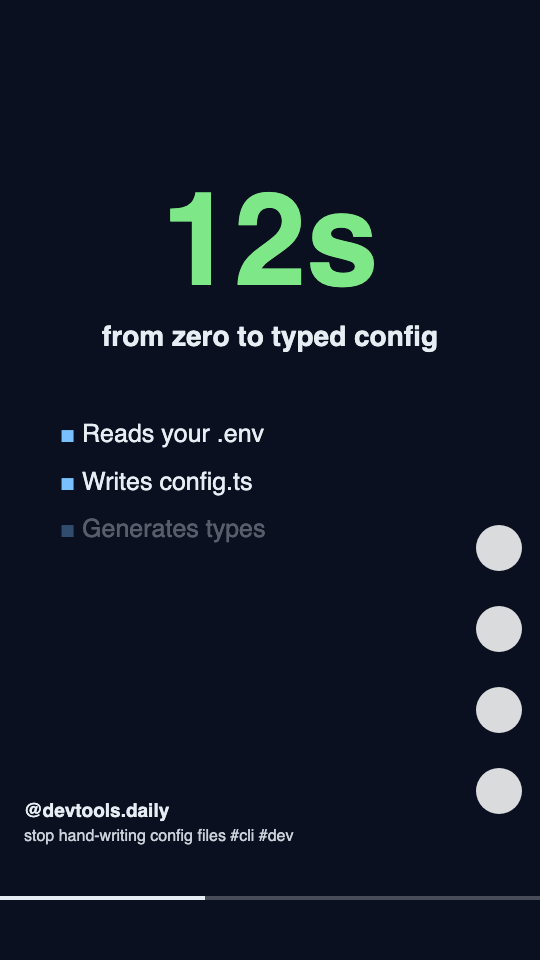 12s
from zero to typed config
Reads your .env
Writes config.ts
Generates types
@devtools.daily
stop hand-writing config files #cli #dev